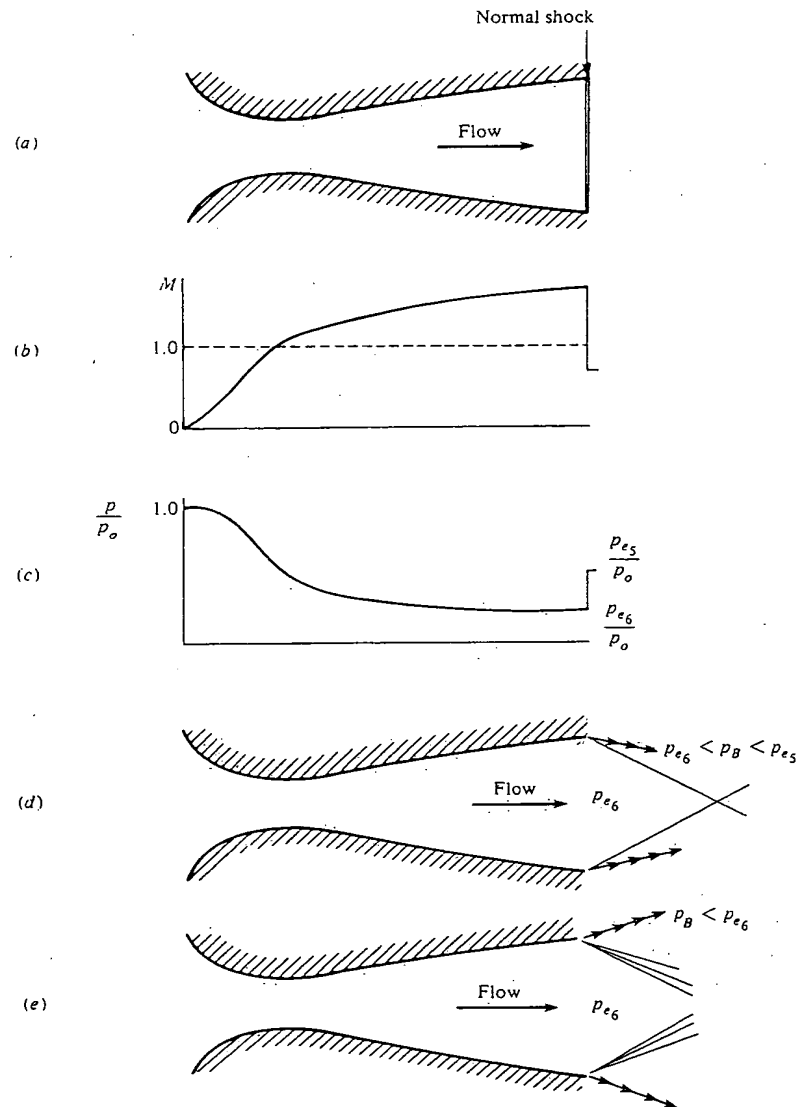 Normal shock
(a)
Flow
M
(b)
1.0
0
p/p_o
1.0
(c)
p_e5/p_o
p_e6/p_o
(d)
Flow
p_e6
p_e6 < p_B < p_e5
(e)
Flow
p_e6
p_B < p_e6